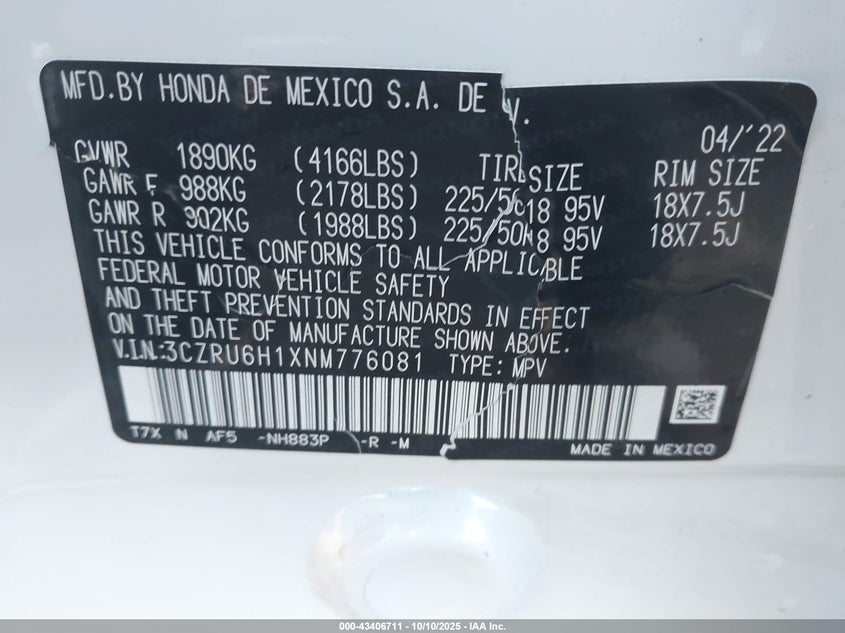 MFD.BY HONDA DE MEXICO S.A. DE V.
04/'22
GVWR 1890KG (4166LBS) TIRE SIZE RIM SIZE
GAWR F 988KG (2178LBS) 225/50 18 95V 18X7.5J
GAWR R 902KG (1988LBS) 225/50R18 95V 18X7.5J
THIS VEHICLE CONFORMS TO ALL APPLICABLE
FEDERAL MOTOR VEHICLE SAFETY
AND THEFT PREVENTION STANDARDS IN EFFECT
ON THE DATE OF MANUFACTURE SHOWN ABOVE.
V.I.N.:3CZRU6H1XNM776081 TYPE: MPV
T7X N AF5 -NH883P -R -M
MADE IN MEXICO
000-43406711 - 10/10/2025 - IAA Inc.